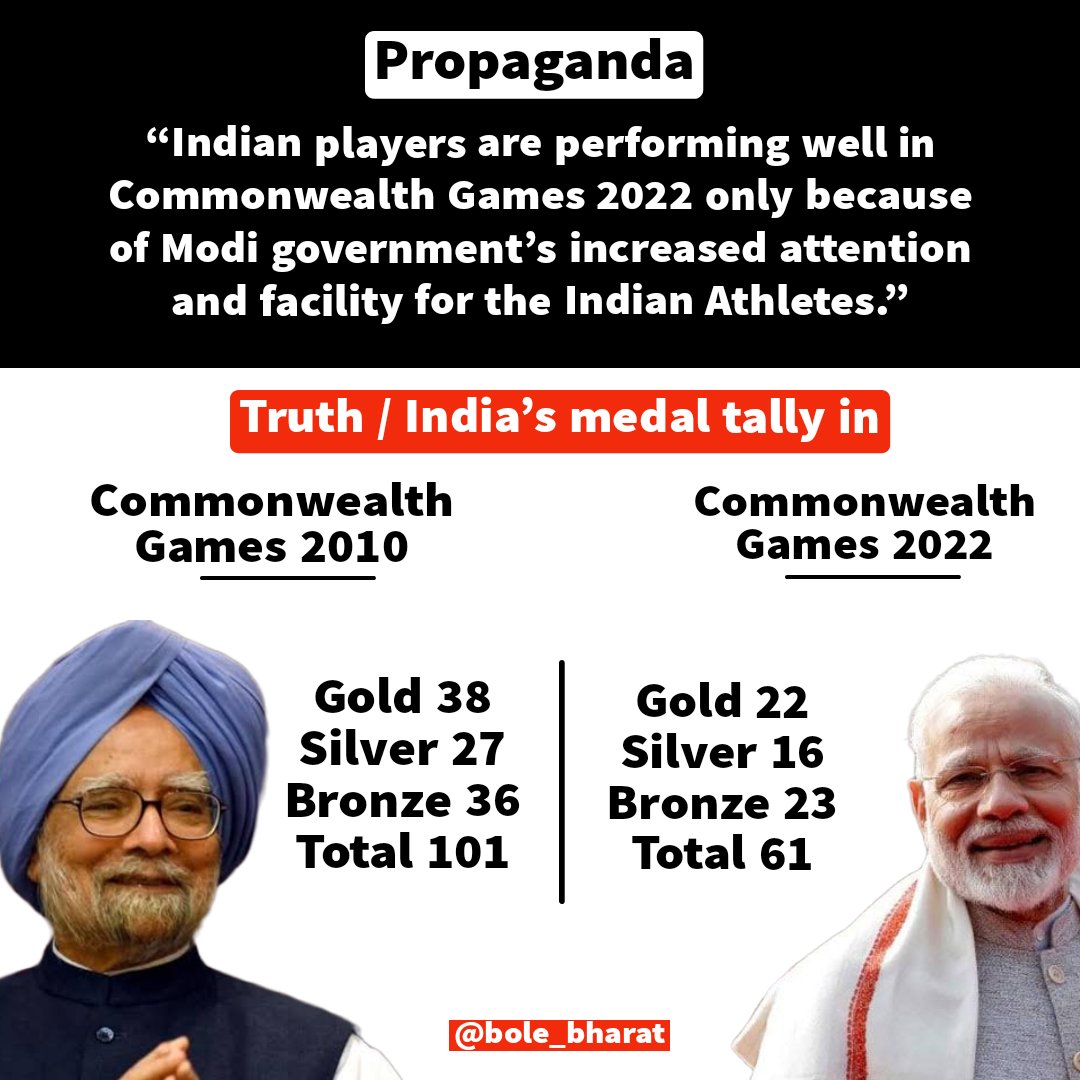 Propaganda
“Indian players are performing well in
Commonwealth Games 2022 only because
of Modi government’s increased attention
and facility for the Indian Athletes.”
Truth / India’s medal tally in
Commonwealth
Games 2010
Gold 38
Silver 27
Bronze 36
Total 101
Commonwealth
Games 2022
Gold 22
Silver 16
Bronze 23
Total 61
@bole_bharat